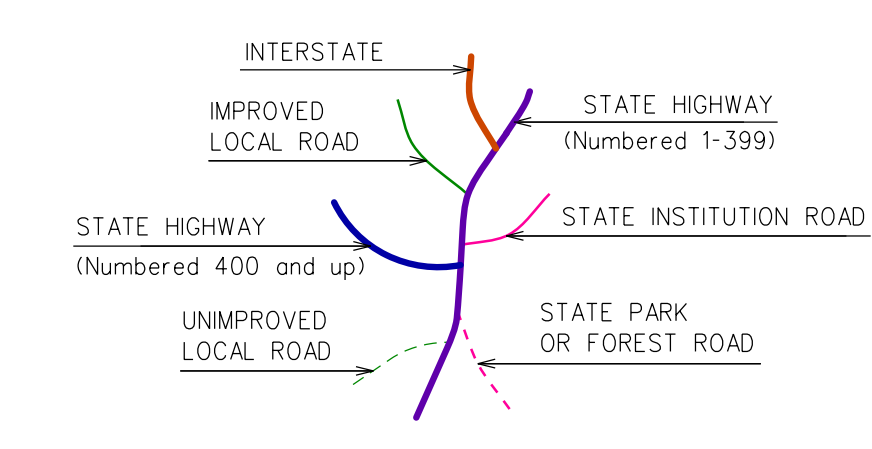 INTERSTATE
IMPROVED
LOCAL ROAD
STATE HIGHWAY
(Numbered 1-399)
STATE HIGHWAY
(Numbered 400 and up)
STATE INSTITUTION ROAD
UNIMPROVED
LOCAL ROAD
STATE PARK
OR FOREST ROAD